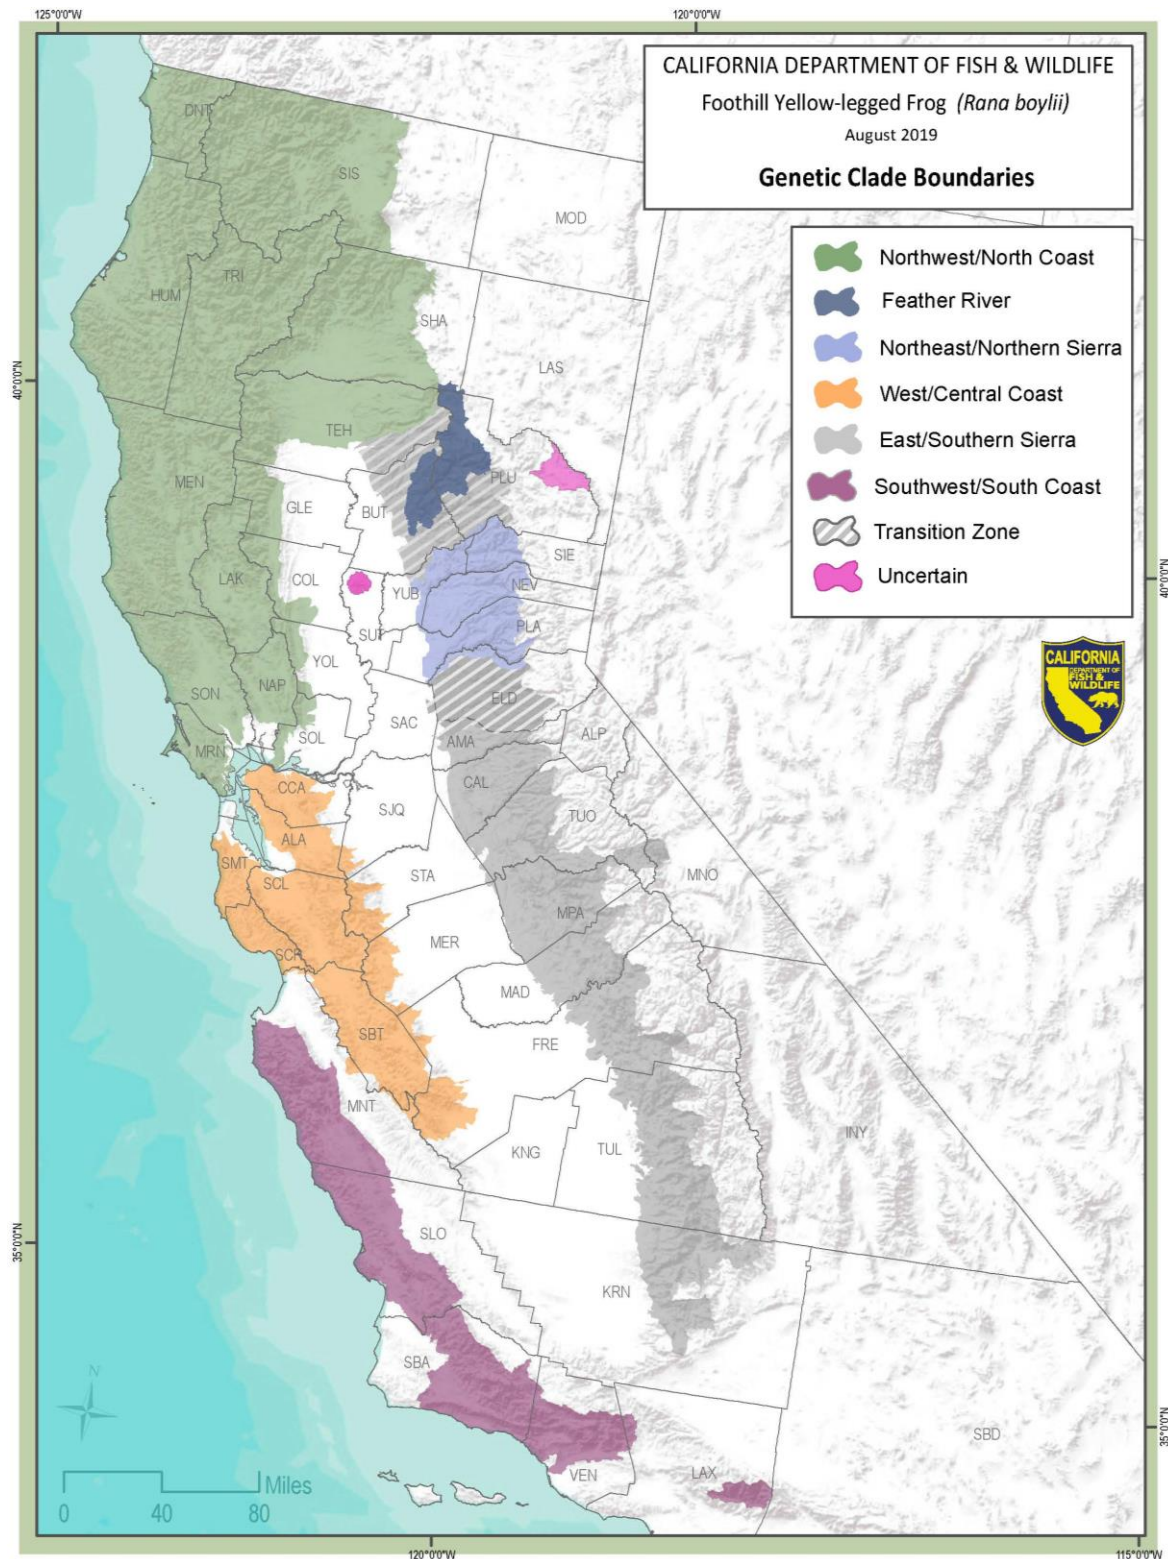 125°0'0"W
120°0'0"W
CALIFORNIA DEPARTMENT OF FISH & WILDLIFE
Foothill Yellow-legged Frog (Rana boylii)
August 2019
Genetic Clade Boundaries
Northwest/North Coast
Feather River
Northeast/Northern Sierra
West/Central Coast
East/Southern Sierra
Southwest/South Coast
Transition Zone
Uncertain
DNT
SIS
MOD
TRI
HUM
SHA
LAS
40°0'0"N
TEH
MEN
PLU
GLE
BUT
SIE
LAK
COL
YUB
NEV
40°0'0"N
SUT
PLA
YOL
SON
NAP
ELD
CALIFORNIA
DEPARTMENT OF
FISH &
WILDLIFE
SAC
SOL
AMA
ALP
MRN
CCA
CAL
SJQ
TUO
ALA
SMT
SCL
STA
MNO
MPA
MER
SCR
MAD
SBT
FRE
MNT
KNG
TUL
INY
35°0'0"N
SLO
KRN
SBA
N
SBD
35°0'0"N
VEN
LAX
Miles
0 40 80
120°0'0"W
115°0'0"W